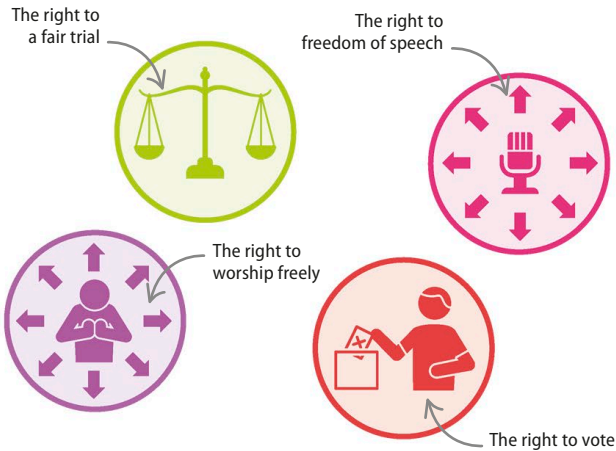 The right to
a fair trial
The right to
freedom of speech
The right to
worship freely
The right to vote